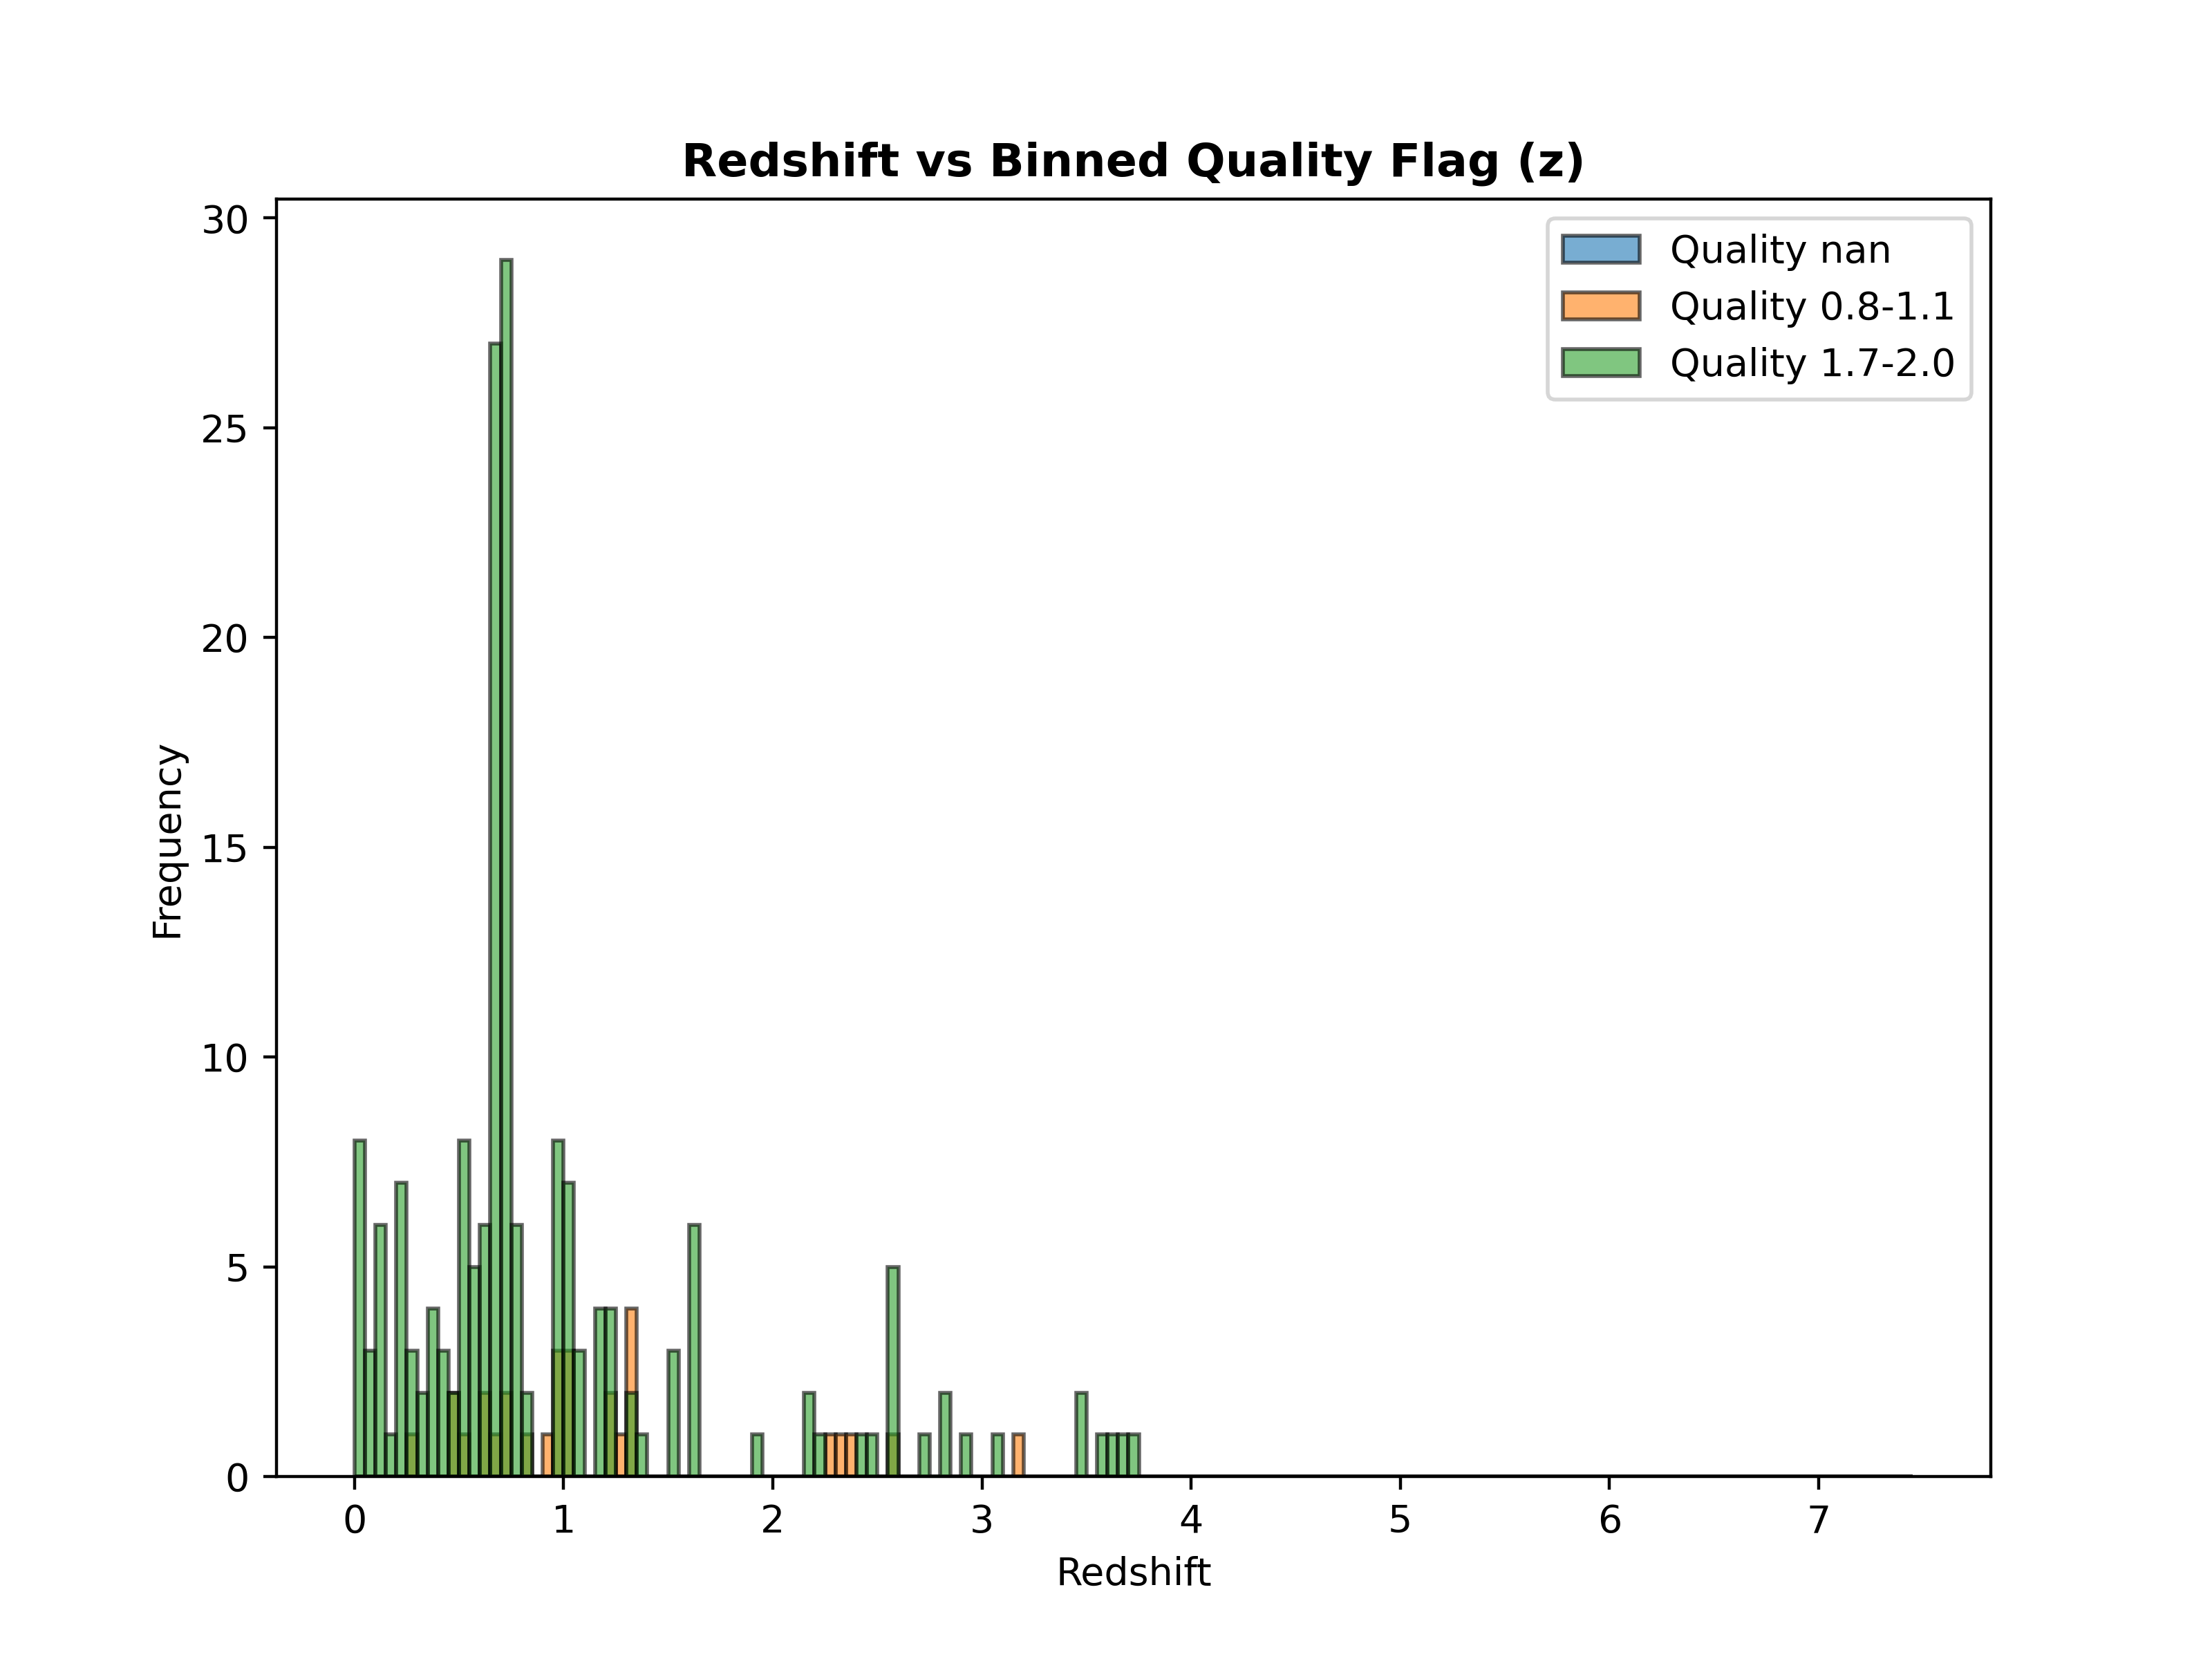 Redshift vs Binned Quality Flag (z)
30
25
20
15
10
5
0
Frequency
Quality nan
Quality 0.8-1.1
Quality 1.7-2.0
0 1 2 3 4 5 6 7
Redshift